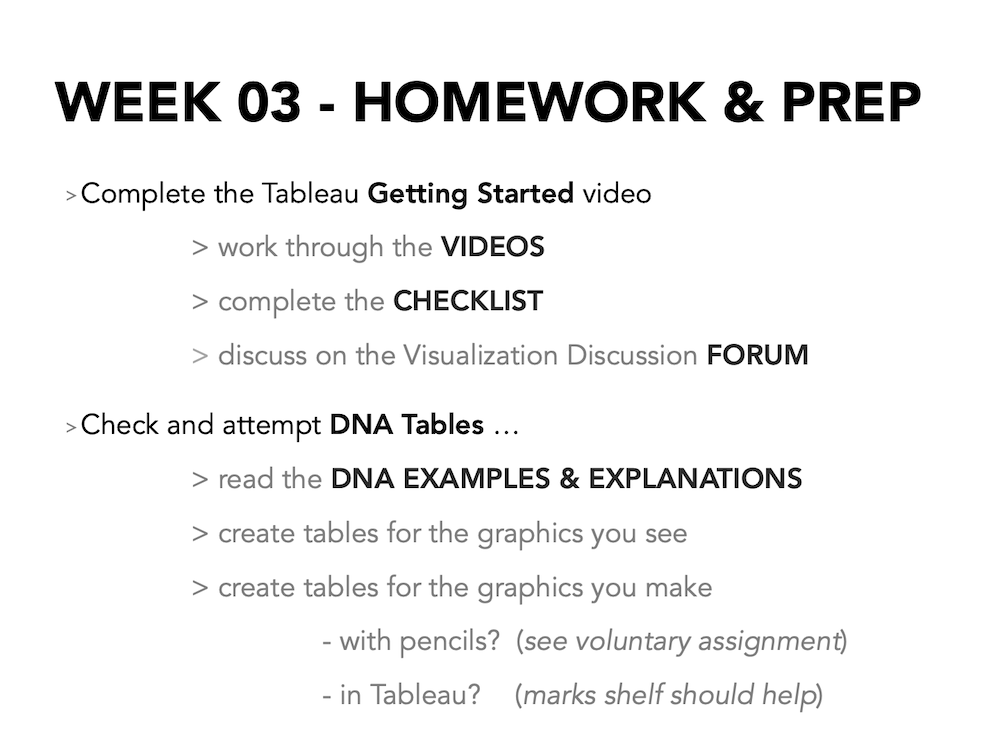 WEEK 03 - HOMEWORK & PREP
> Complete the Tableau Getting Started video
> work through the VIDEOS
> complete the CHECKLIST
> discuss on the Visualization Discussion FORUM
> Check and attempt DNA Tables …
> read the DNA EXAMPLES & EXPLANATIONS
> create tables for the graphics you see
> create tables for the graphics you make
- with pencils? (see voluntary assignment)
- in Tableau? (marks shelf should help)